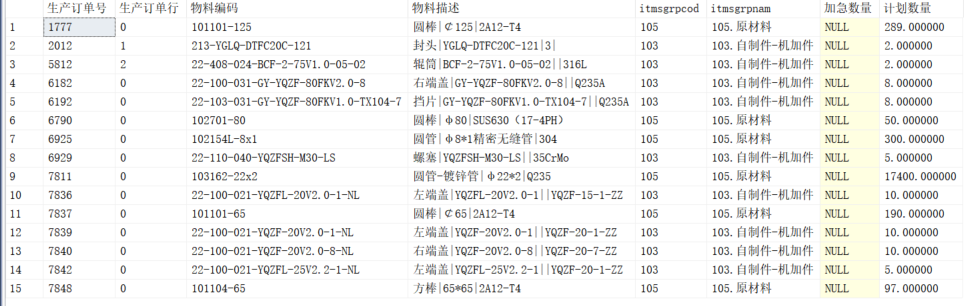 生产订单号 生产订单行 物料编码 物料描述 itmsgrpcod itmsgrpnam 加急数量 计划数量
1 1777 0 101101-125 圆棒|¢125|2A12-T4 105 105.原材料 NULL 289.000000
2 2012 1 213-YGLQ-DTFC20C-121 封头|YGLQ-DTFC20C-121|3| 103 103.自制件-机加件 NULL 2.000000
3 5812 2 22-408-024-BCF-2-75V1.0-05-02 辊筒|BCF-2-75V1.0-05-02||316L 103 103.自制件-机加件 NULL 2.000000
4 6182 0 22-100-031-GY-YQZF-80FKV2.0-8 右端盖|GY-YQZF-80FKV2.0-8||Q235A 103 103.自制件-机加件 NULL 8.000000
5 6192 0 22-103-031-GY-YQZF-80FKV1.0-TX104-7 挡片|GY-YQZF-80FKV1.0-TX104-7||Q235A 103 103.自制件-机加件 NULL 8.000000
6 6790 0 102701-80 圆棒|φ80|SUS630（17-4PH） 105 105.原材料 NULL 50.000000
7 6925 0 102154L-8x1 圆管|φ8*1精密无缝管|304 105 105.原材料 NULL 300.000000
8 6929 0 22-110-040-YQZFSH-M30-LS 螺塞|YQZFSH-M30-LS||35CrMo 103 103.自制件-机加件 NULL 5.000000
9 7811 0 103162-22x2 圆管-镀锌管|φ22*2|Q235 105 105.原材料 NULL 17400.000000
10 7836 0 22-100-021-YQZFL-20V2.0-1-NL 左端盖|YQZFL-20V2.0-1||YQZF-15-1-ZZ 103 103.自制件-机加件 NULL 10.000000
11 7837 0 101101-65 圆棒|¢65|2A12-T4 105 105.原材料 NULL 190.000000
12 7839 0 22-100-021-YQZF-20V2.0-1-NL 左端盖|YQZF-20V2.0-1||YQZF-20-1-ZZ 103 103.自制件-机加件 NULL 10.000000
13 7840 0 22-100-021-YQZF-20V2.0-8-NL 右端盖|YQZF-20V2.0-8||YQZF-20-7-ZZ 103 103.自制件-机加件 NULL 10.000000
14 7842 0 22-100-021-YQZFL-25V2.2-1-NL 左端盖|YQZFL-25V2.2-1||YQZF-20-1-ZZ 103 103.自制件-机加件 NULL 5.000000
15 7848 0 101104-65 方棒|65*65|2A12-T4 105 105.原材料 NULL 97.000000